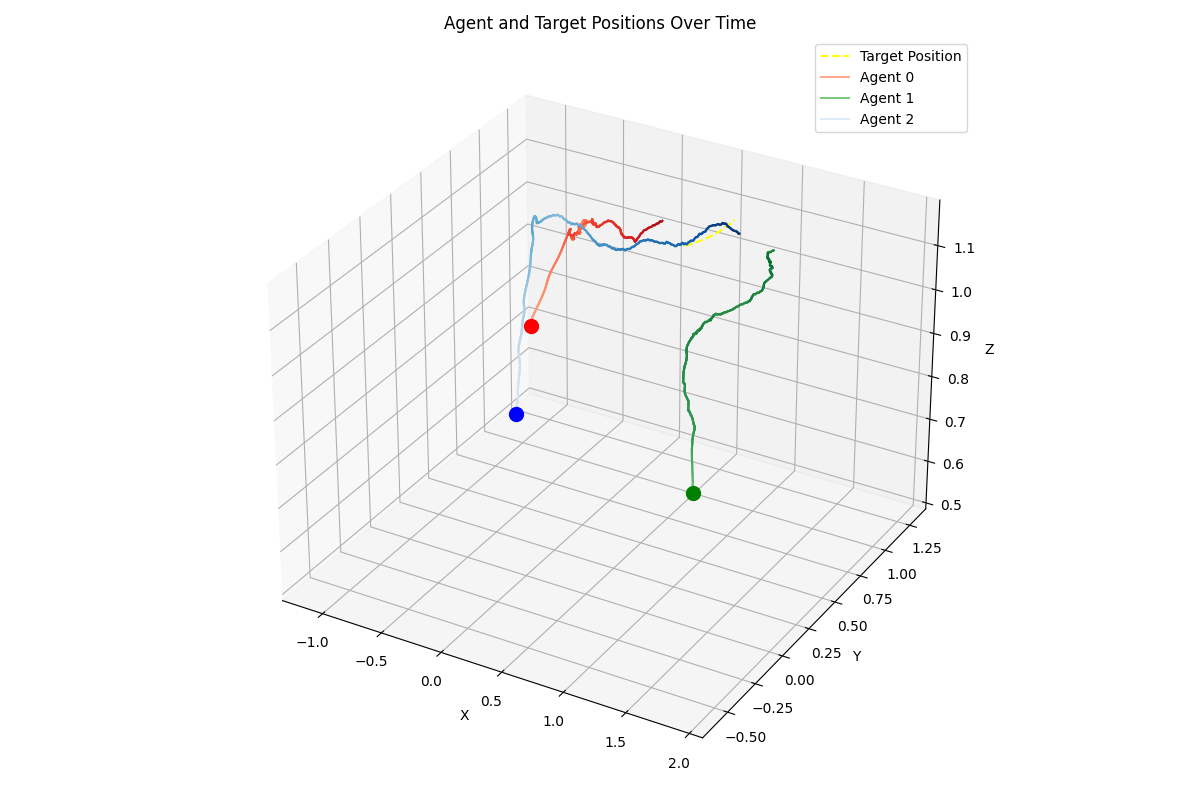 Agent and Target Positions Over Time
Target Position
Agent 0
Agent 1
Agent 2
1.1
1.0
0.9
Z
0.8
0.7
0.6
0.5
1.25
1.00
0.75
0.50
0.25
Y
0.00
−0.25
−0.50
−1.0
−0.5
0.0
0.5
X
1.0
1.5
2.0